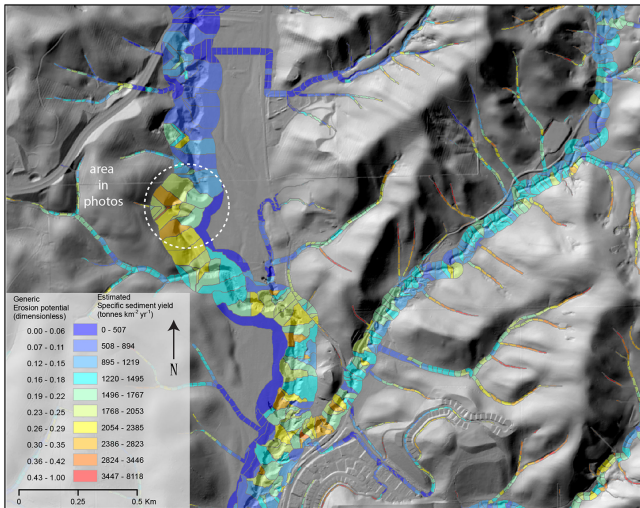 area
in
photos
Generic
Erosion potential
(dimensionless)
Estimated
Specific sediment yield
(tonnes km-2 yr-1)
0.00 - 0.06 0 - 507
0.07 - 0.11 508 - 894
0.12 - 0.15 895 - 1219
0.16 - 0.18 1220 - 1495
0.19 - 0.22 1496 - 1767
0.23 - 0.25 1768 - 2053
0.26 - 0.29 2054 - 2385
0.30 - 0.35 2386 - 2823
0.36 - 0.42 2824 - 3446
0.43 - 1.00 3447 - 8118
N
0 0.25 0.5 Km